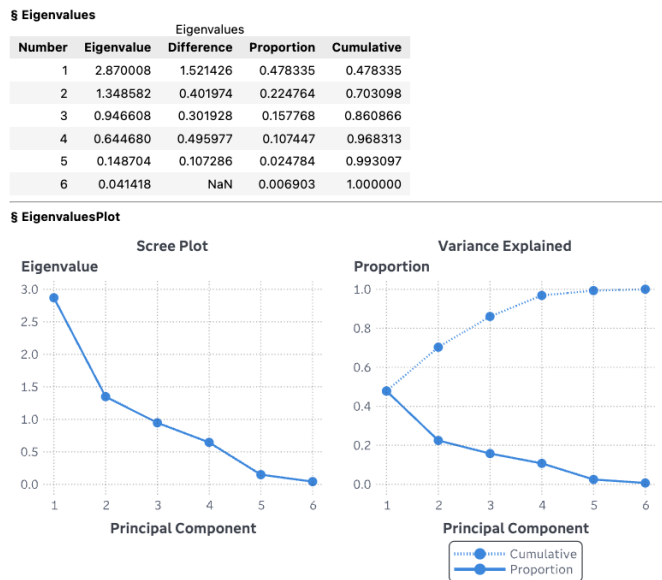 § Eigenvalues
Eigenvalues
Number Eigenvalue Difference Proportion Cumulative
1 2.870008 1.521426 0.478335 0.478335
2 1.348582 0.401974 0.224764 0.703098
3 0.946608 0.301928 0.157768 0.860866
4 0.644680 0.495977 0.107447 0.968313
5 0.148704 0.107286 0.024784 0.993097
6 0.041418 NaN 0.006903 1.000000
§ EigenvaluesPlot
Scree Plot
Eigenvalue
3.0
2.5
2.0
1.5
1.0
0.5
0.0
1 2 3 4 5 6
Principal Component
Variance Explained
Proportion
1.0
0.8
0.6
0.4
0.2
0.0
1 2 3 4 5 6
Principal Component
Cumulative
Proportion